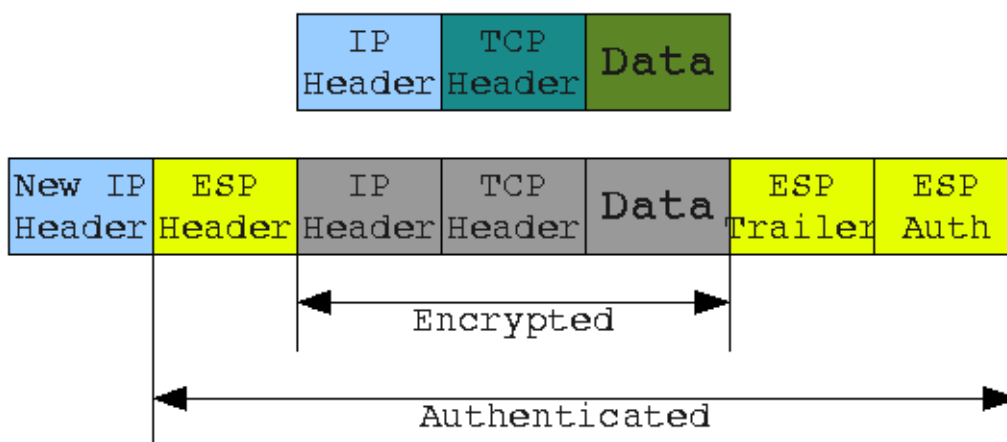 IP TCP Data
Header Header
New IP ESP IP TCP Data ESP ESP
Header Header Header Header Trailer Auth
Encrypted
Authenticated